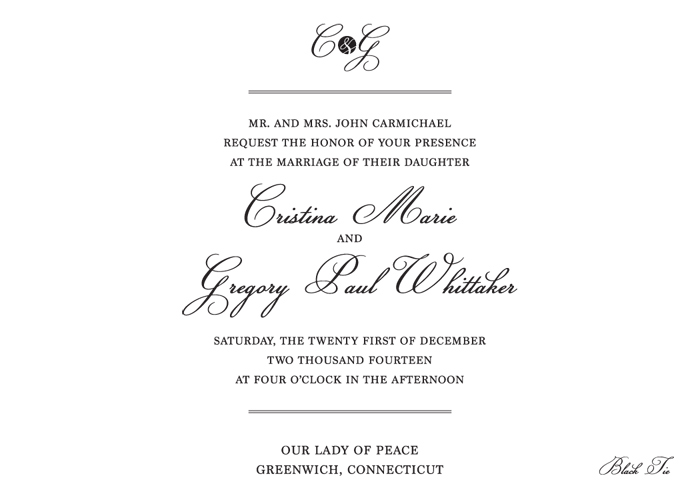 C&G
MR. AND MRS. JOHN CARMICHAEL
REQUEST THE HONOR OF YOUR PRESENCE
AT THE MARRIAGE OF THEIR DAUGHTER
Cristina Marie
AND
Gregory Paul Whittaker
SATURDAY, THE TWENTY FIRST OF DECEMBER
TWO THOUSAND FOURTEEN
AT FOUR O'CLOCK IN THE AFTERNOON
OUR LADY OF PEACE
GREENWICH, CONNECTICUT
Black Tie